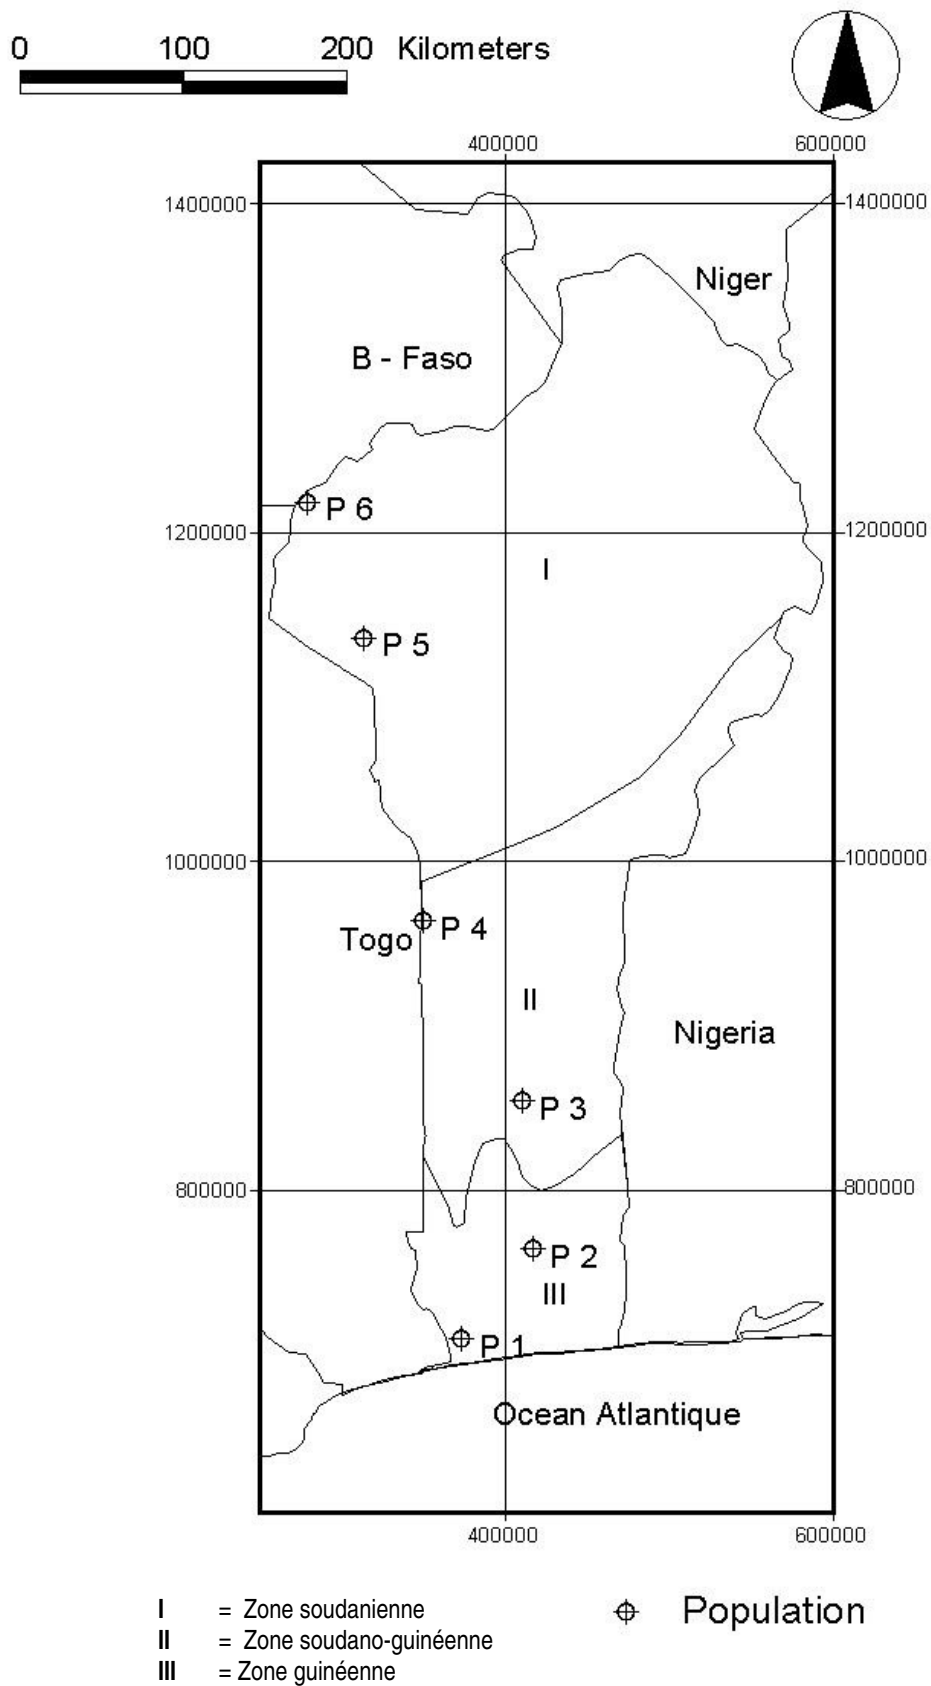 0 100 200 Kilometers
400000 600000
1400000 1400000
Niger
B - Faso
P 6
1200000 1200000
I
P 5
1000000 1000000
Togo P 4
II
Nigeria
P 3
800000 800000
P 2
III
P 1
Ocean Atlantique
400000 600000
I = Zone soudanienne
II = Zone soudano-guinéenne
III = Zone guinéenne
Population